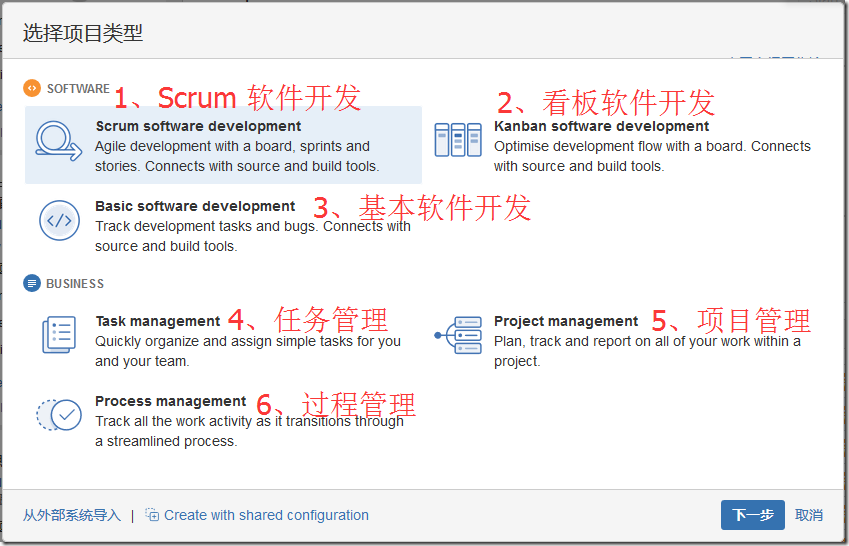 选择项目类型
SOFTWARE
1、Scrum 软件开发
Scrum software development
Agile development with a board, sprints and
stories. Connects with source and build tools.
2、看板软件开发
Kanban software development
Optimise development flow with a board. Connects
with source and build tools.
Basic software development
3、基本软件开发
Track development tasks and bugs. Connects with
source and build tools.
BUSINESS
Task management
4、任务管理
Quickly organize and assign simple tasks for you
and your team.
Project management
5、项目管理
Plan, track and report on all of your work within a
project.
Process management
6、过程管理
Track all the work activity as it transitions through
a streamlined process.
从外部系统导入 | Create with shared configuration
下一步
取消